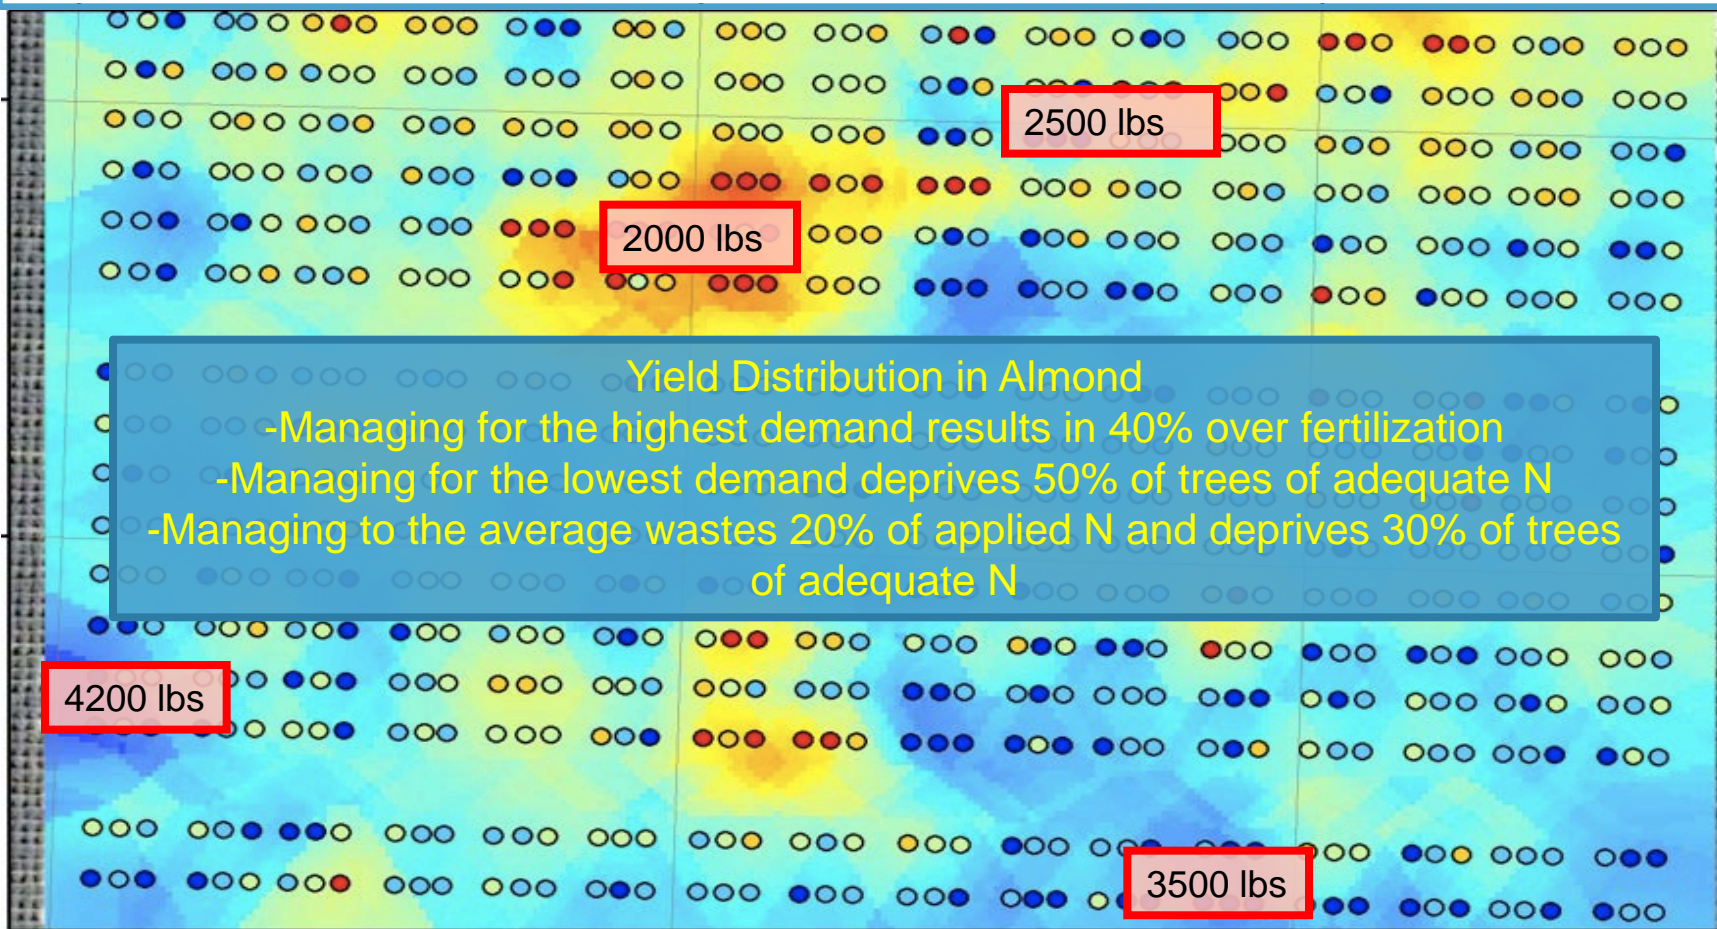 2500 lbs
2000 lbs
Yield Distribution in Almond
-Managing for the highest demand results in 40% over fertilization
-Managing for the lowest demand deprives 50% of trees of adequate N
-Managing to the average wastes 20% of applied N and deprives 30% of trees
of adequate N
4200 lbs
3500 lbs